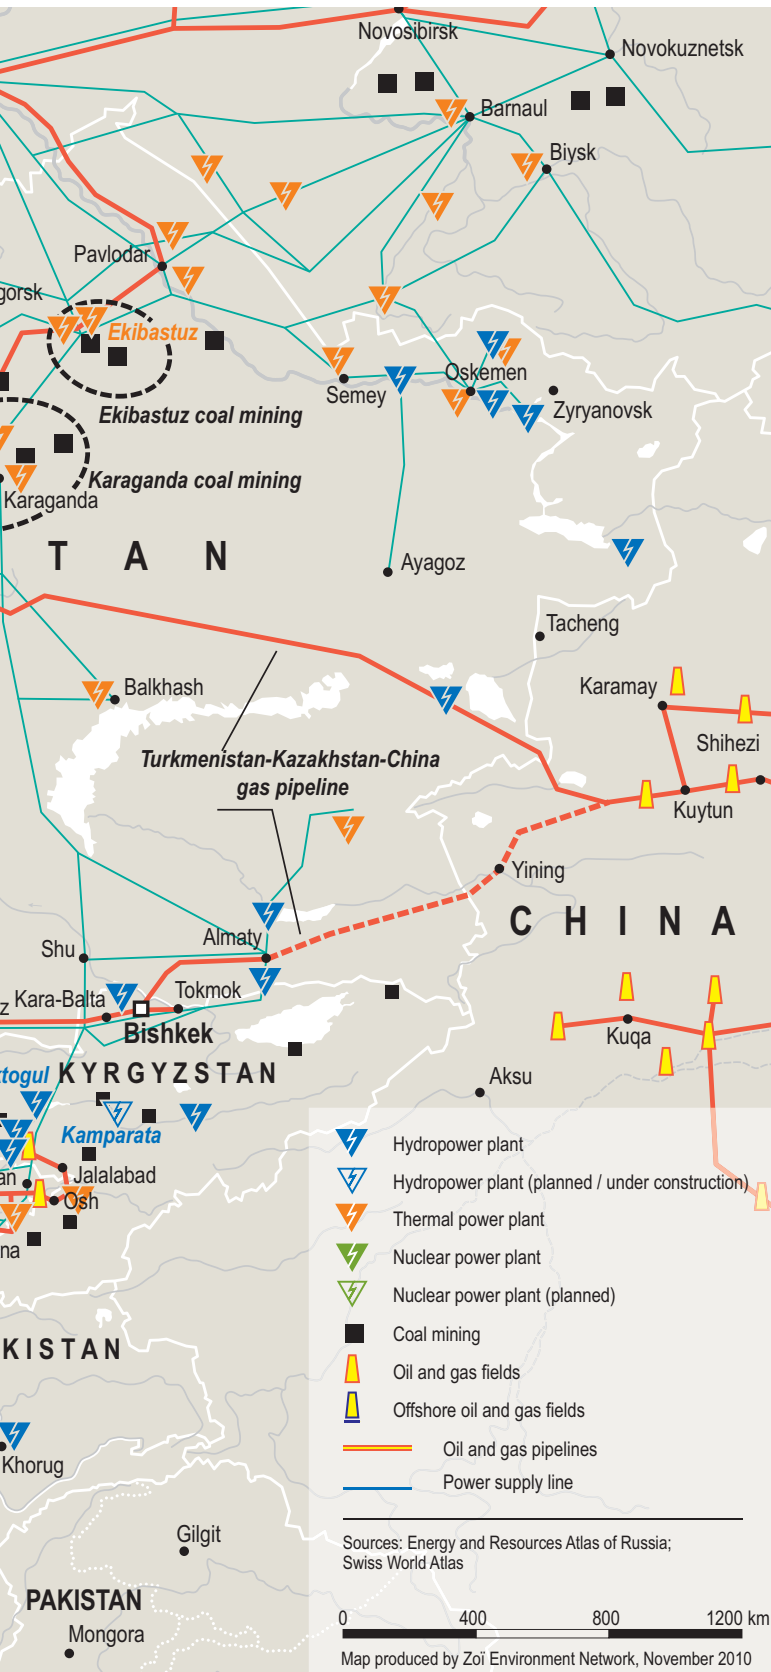 Novosibirsk
Novokuznetsk
Barnaul
Biysk
Pavlodar
gorsk
Ekibastuz
Oskemen
Semey
Zyryanovsk
Ekibastuz coal mining
Karaganda coal mining
Karaganda
T A N
Ayagoz
Tacheng
Balkhash
Karamay
Shihezi
Turkmenistan-Kazakhstan-China
gas pipeline
Kuytun
Yining
C H I N A
Almaty
Shu
Tokmok
z Kara-Balta
Bishkek
Kuqa
KYRGYZSTAN
ktogul
Aksu
Kamparata
Jalalabad
an
Osh
na
KISTAN
Khorug
Gilgit
PAKISTAN
Mongora
Hydropower plant
Hydropower plant (planned / under construction)
Thermal power plant
Nuclear power plant
Nuclear power plant (planned)
Coal mining
Oil and gas fields
Offshore oil and gas fields
Oil and gas pipelines
Power supply line
Sources: Energy and Resources Atlas of Russia;
Swiss World Atlas
0 400 800 1200 km
Map produced by Zoï Environment Network, November 2010